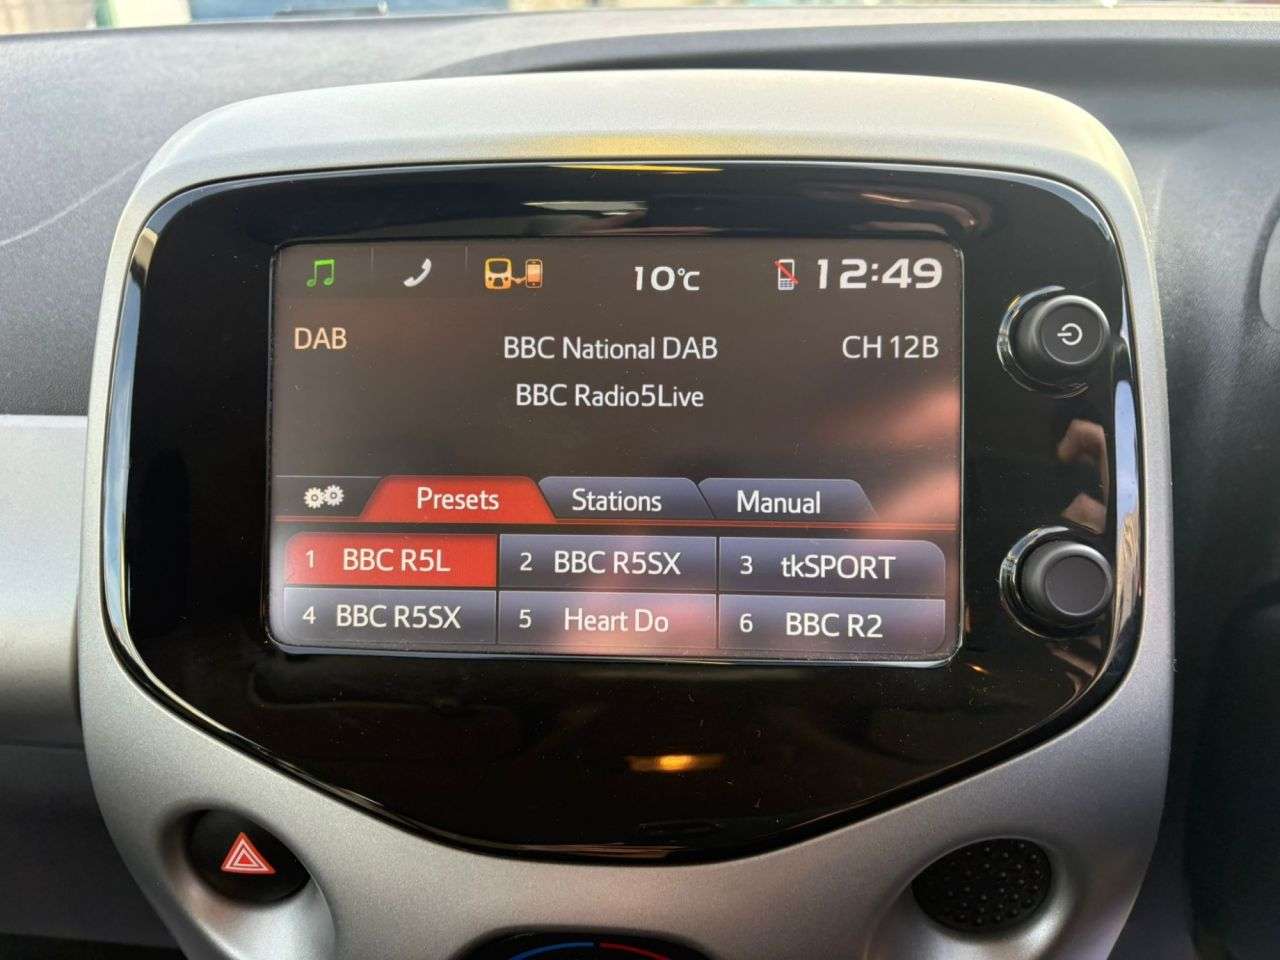 10°C
12:49
DAB
BBC National DAB
CH 12B
BBC Radio5Live
Presets
Stations
Manual
1 BBC R5L
2 BBC R5SX
3 tkSPORT
4 BBC R5SX
5 Heart Do
6 BBC R2